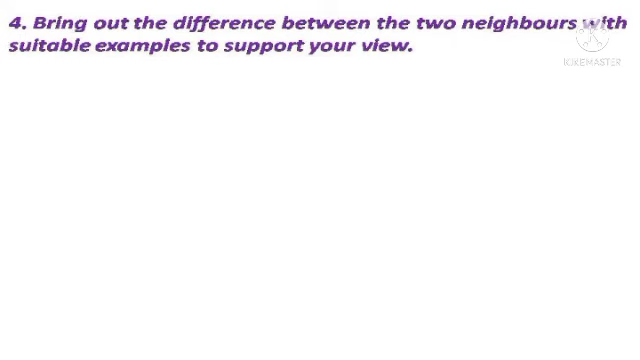 4. Bring out the difference between the two neighbours with
suitable examples to support your view.
KINEMASTER